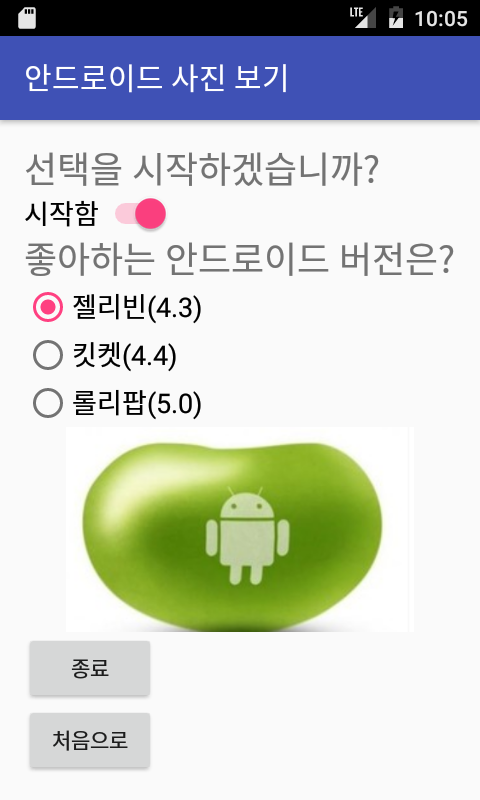 LTE 10:05
안드로이드 사진 보기
선택을 시작하겠습니까?
시작함
좋아하는 안드로이드 버전은?
젤리빈(4.3)
킷켓(4.4)
롤리팝(5.0)
종료
처음으로